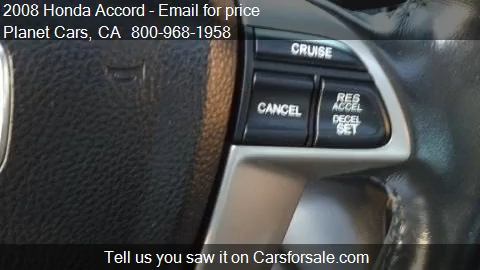 2008 Honda Accord - Email for price
Planet Cars, CA  800-968-1958
CRUISE
CANCEL
RES
ACCEL
DECEL
SET
Tell us you saw it on Carsforsale.com